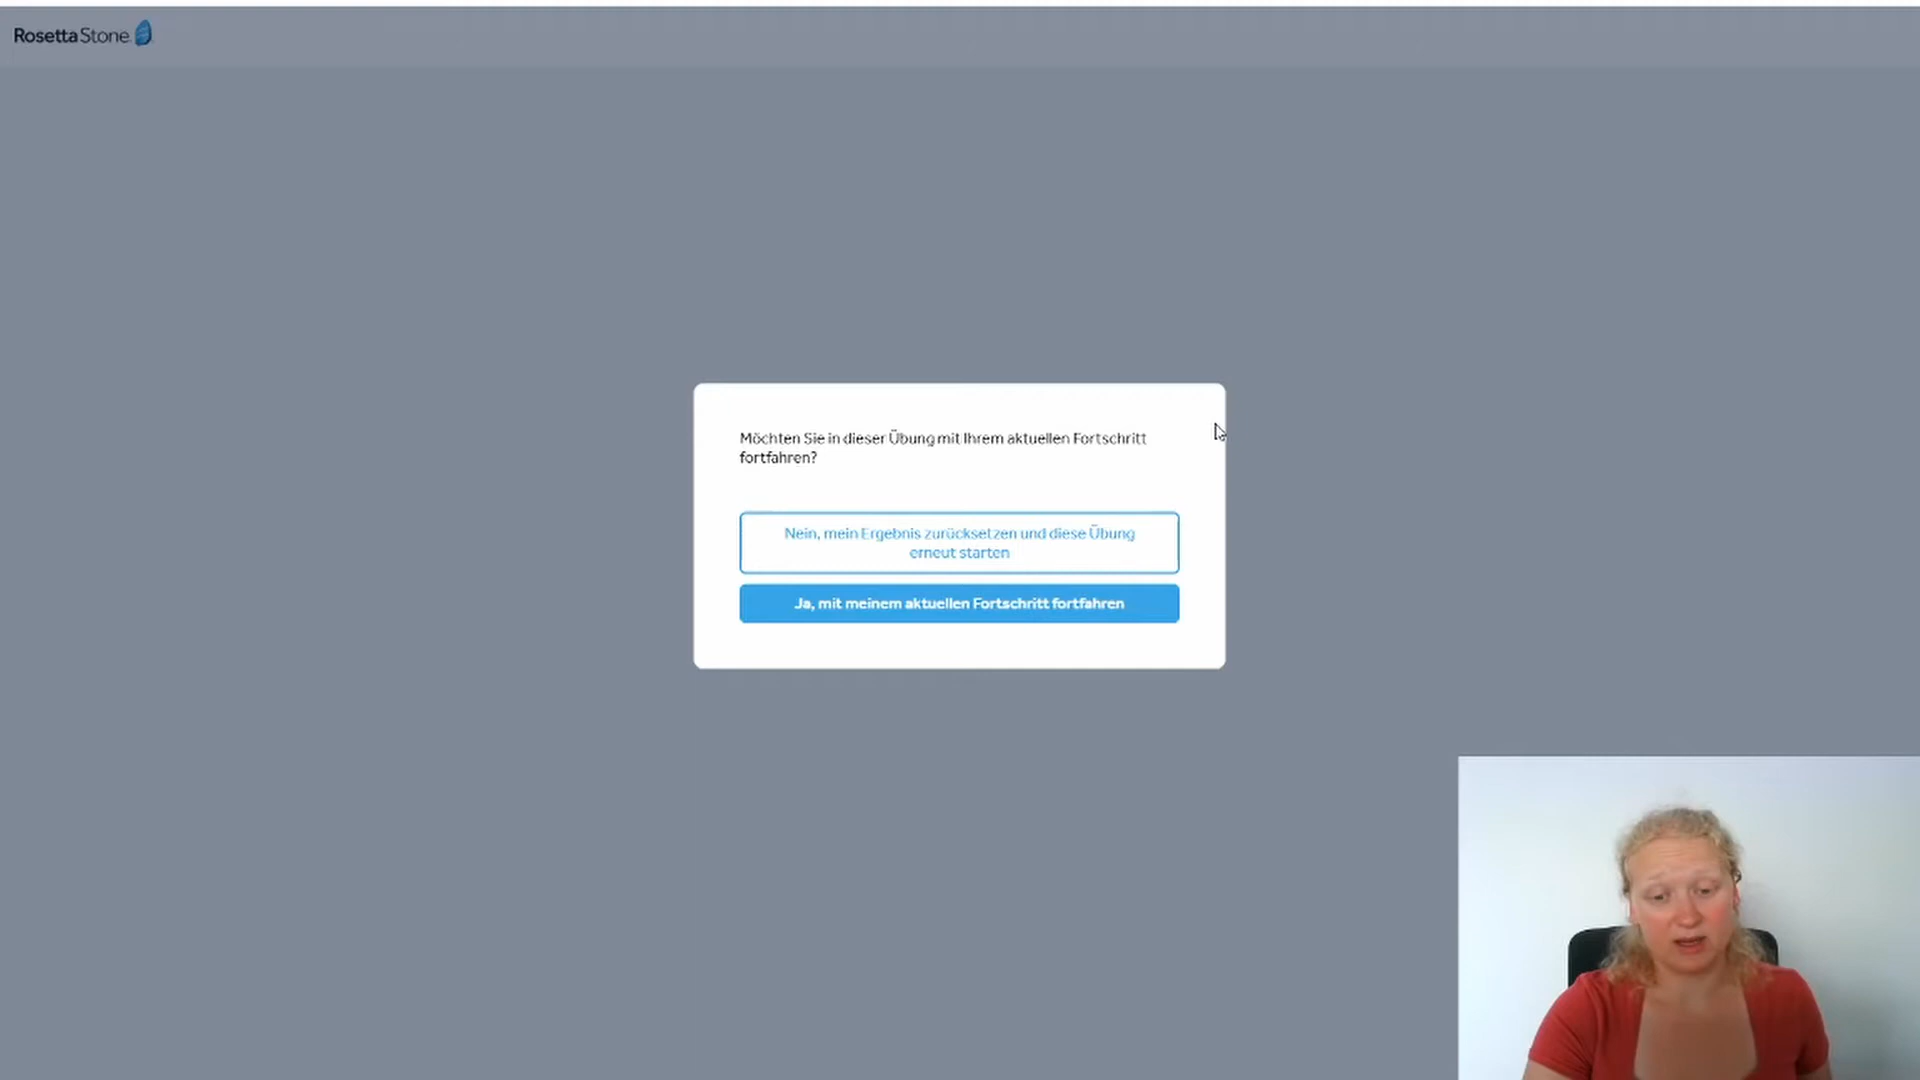 Rosetta Stone
Möchten Sie in dieser Übung mit Ihrem aktuellen Fortschritt
fortfahren?
Nein, mein Ergebnis zurücksetzen und diese Übung
erneut starten
Ja, mit meinem aktuellen Fortschritt fortfahren